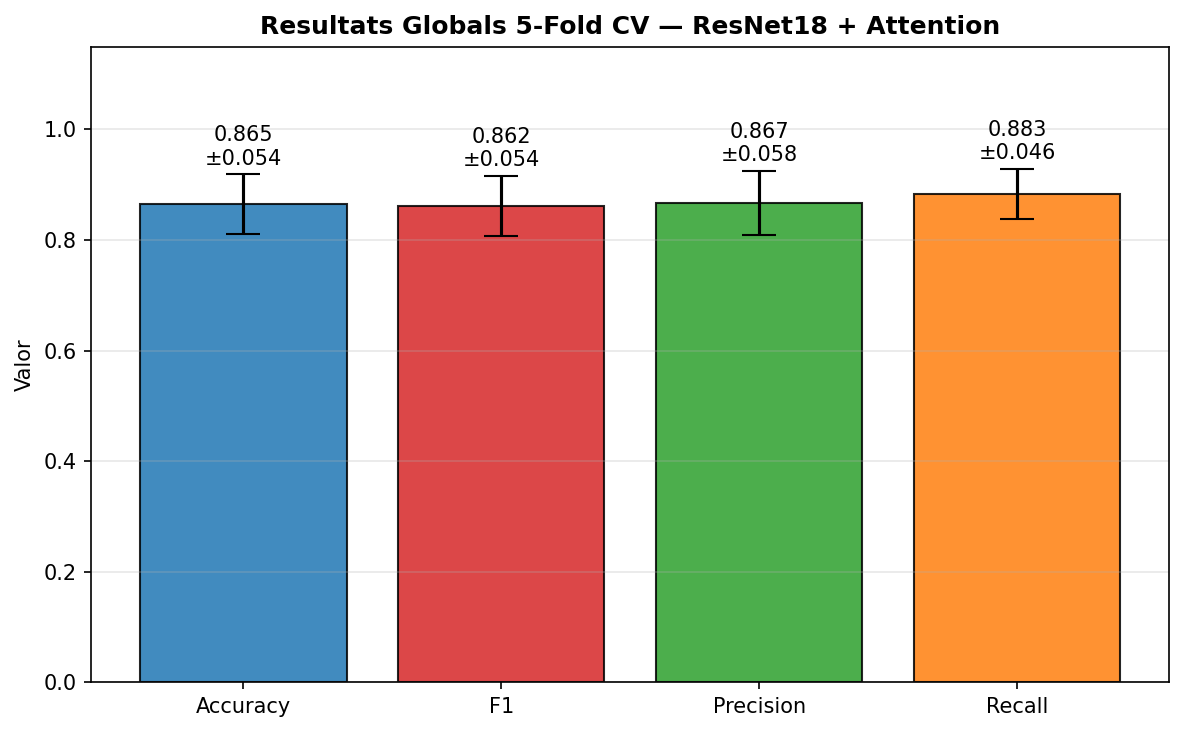 Resultats Globals 5-Fold CV — ResNet18 + Attention
Valor
1.0
0.8
0.6
0.4
0.2
0.0
0.865
±0.054
0.862
±0.054
0.867
±0.058
0.883
±0.046
Accuracy
F1
Precision
Recall